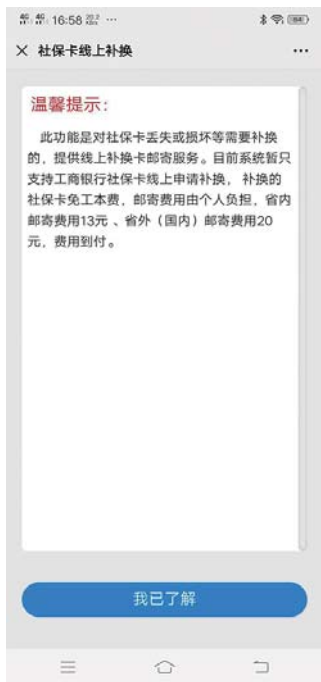 16:58
社保卡线上补换
温馨提示：
此功能是对社保卡丢失或损坏等需要补换
的，提供线上补换卡邮寄服务。目前系统暂只
支持工商银行社保卡线上申请补换，补换的
社保卡免工本费，邮寄费用由个人负担，省内
邮寄费用13元 、省外（国内）邮寄费用20
元，费用到付。
我已了解